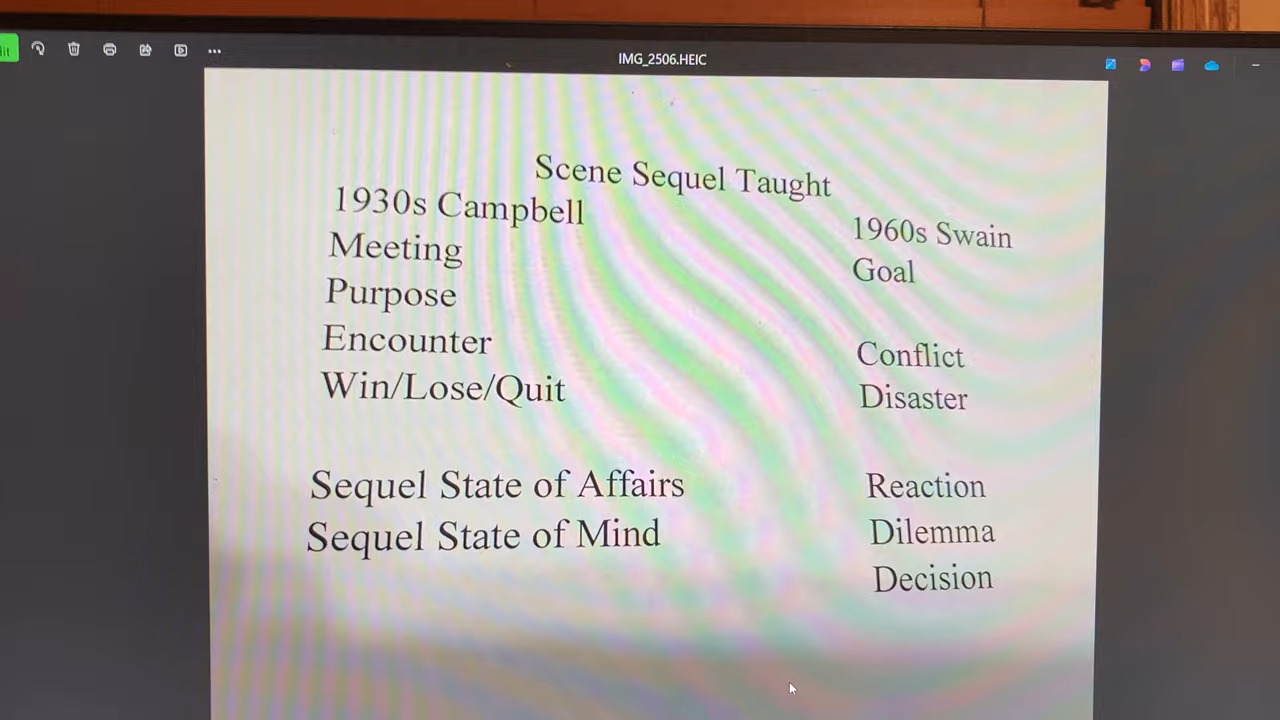 it
IMG_2506.HEIC
Scene Sequel Taught
1930s Campbell
Meeting
Purpose
Encounter
Win/Lose/Quit
Sequel State of Affairs
Sequel State of Mind
1960s Swain
Goal
Conflict
Disaster
Reaction
Dilemma
Decision